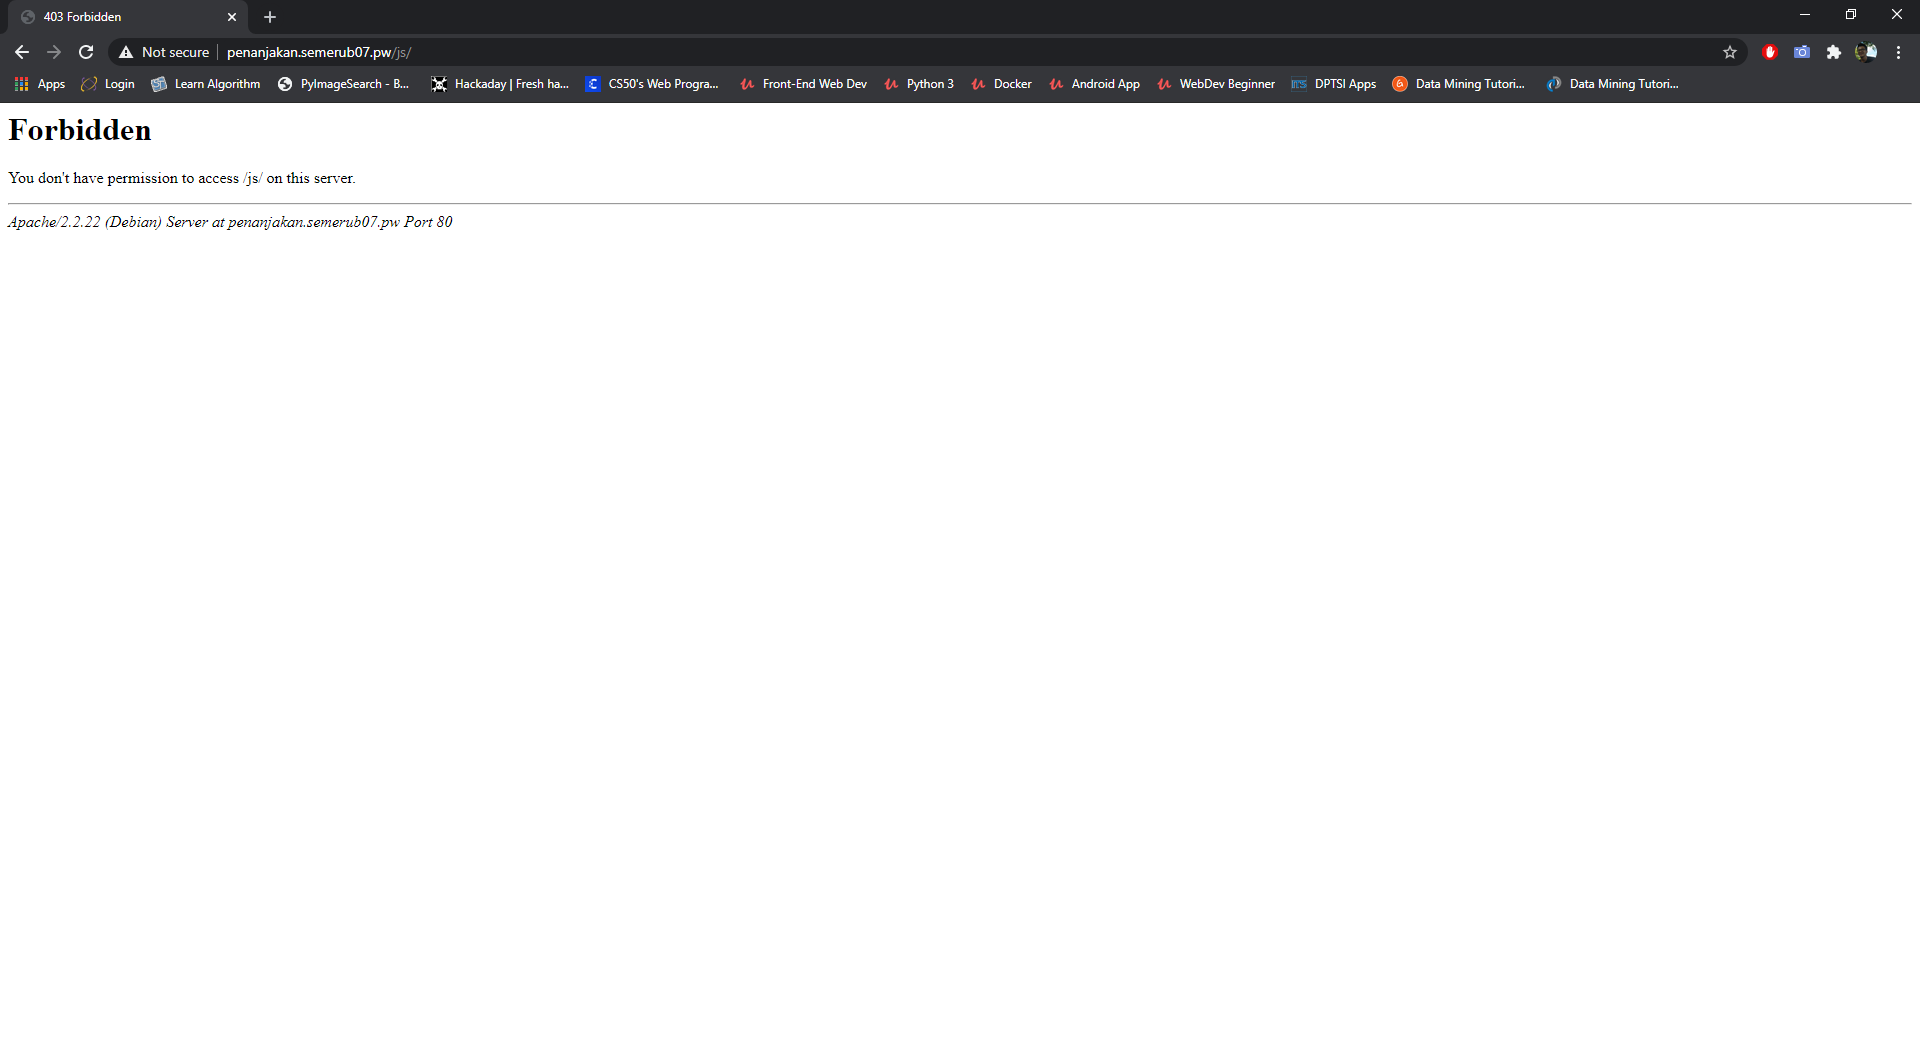 403 Forbidden
Not secure penanjakan.semerub07.pw/js/
Apps Login Learn Algorithm PyImageSearch - B... Hackaday | Fresh ha... CS50's Web Progra... Front-End Web Dev Python 3 Docker Android App WebDev Beginner DPTSI Apps Data Mining Tutori... Data Mining Tutori...
Forbidden
You don't have permission to access /js/ on this server.
Apache/2.2.22 (Debian) Server at penanjakan.semerub07.pw Port 80